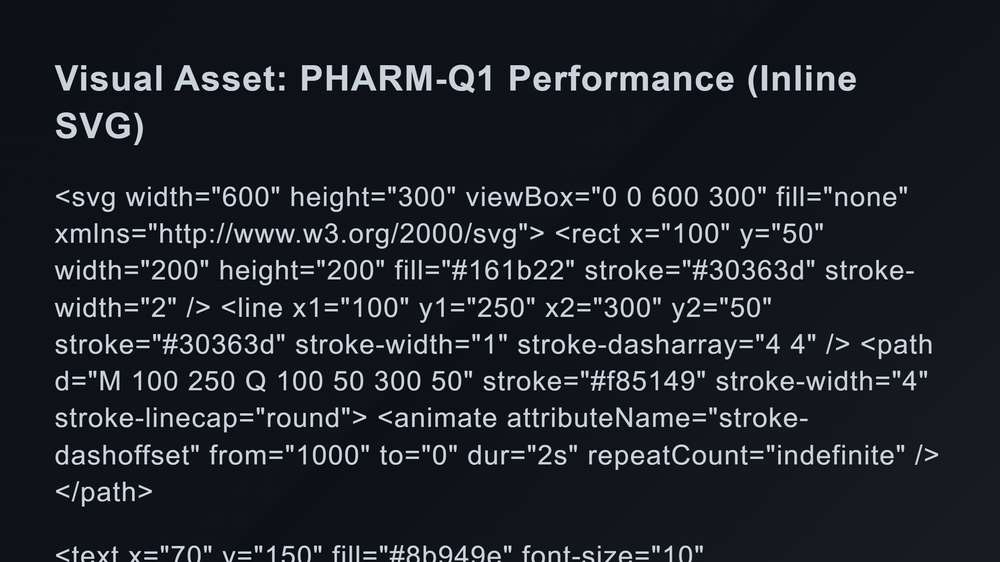 Visual Asset: PHARM-Q1 Performance (Inline
SVG)
<svg width="600" height="300" viewBox="0 0 600 300" fill="none"
xmlns="http://www.w3.org/2000/svg"> <rect x="100" y="50"
width="200" height="200" fill="#161b22" stroke="#30363d" stroke-
width="2" /> <line x1="100" y1="250" x2="300" y2="50"
stroke="#30363d" stroke-width="1" stroke-dasharray="4 4" /> <path
d="M 100 250 Q 100 50 300 50" stroke="#f85149" stroke-width="4"
stroke-linecap="round"> <animate attributeName="stroke-
dashoffset" from="1000" to="0" dur="2s" repeatCount="indefinite" />
</path>
<text x="70" y="150" fill="#8b949e" font-size="10"